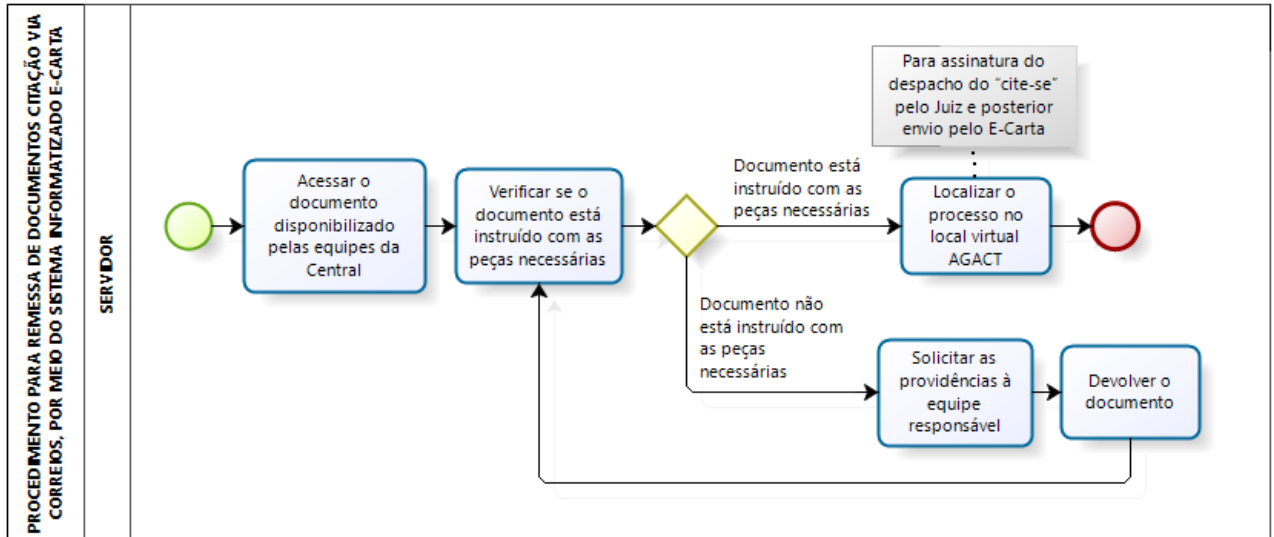 PROCEDIMENTO PARA REMESSA DE DOCUMENTOS CITAÇÃO VIA
CORREIOS, POR MEIO DO SISTEMA INFORMATIZADO E-CARTA
SERVIDOR
Acessar o
documento
disponibilizado
pelas equipes da
Central
Verificar se o
documento está
instruído com as
peças necessárias
Documento está
instruído com as
peças necessárias
Para assinatura do
despacho do “cite-se”
pelo Juiz e posterior
envio pelo E-Carta
Localizar o
processo no
local virtual
AGACT
Documento não
está instruído com
as peças
necessárias
Solicitar as
providências à
equipe
responsável
Devolver o
documento